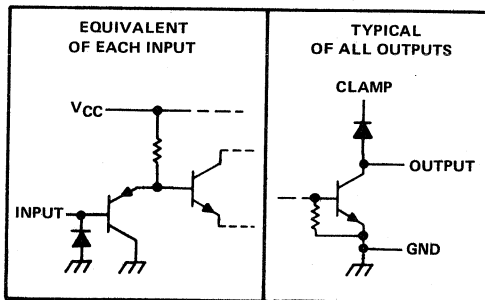 EQUIVALENT
OF EACH INPUT
VCC
INPUT
TYPICAL
OF ALL OUTPUTS
CLAMP
OUTPUT
GND